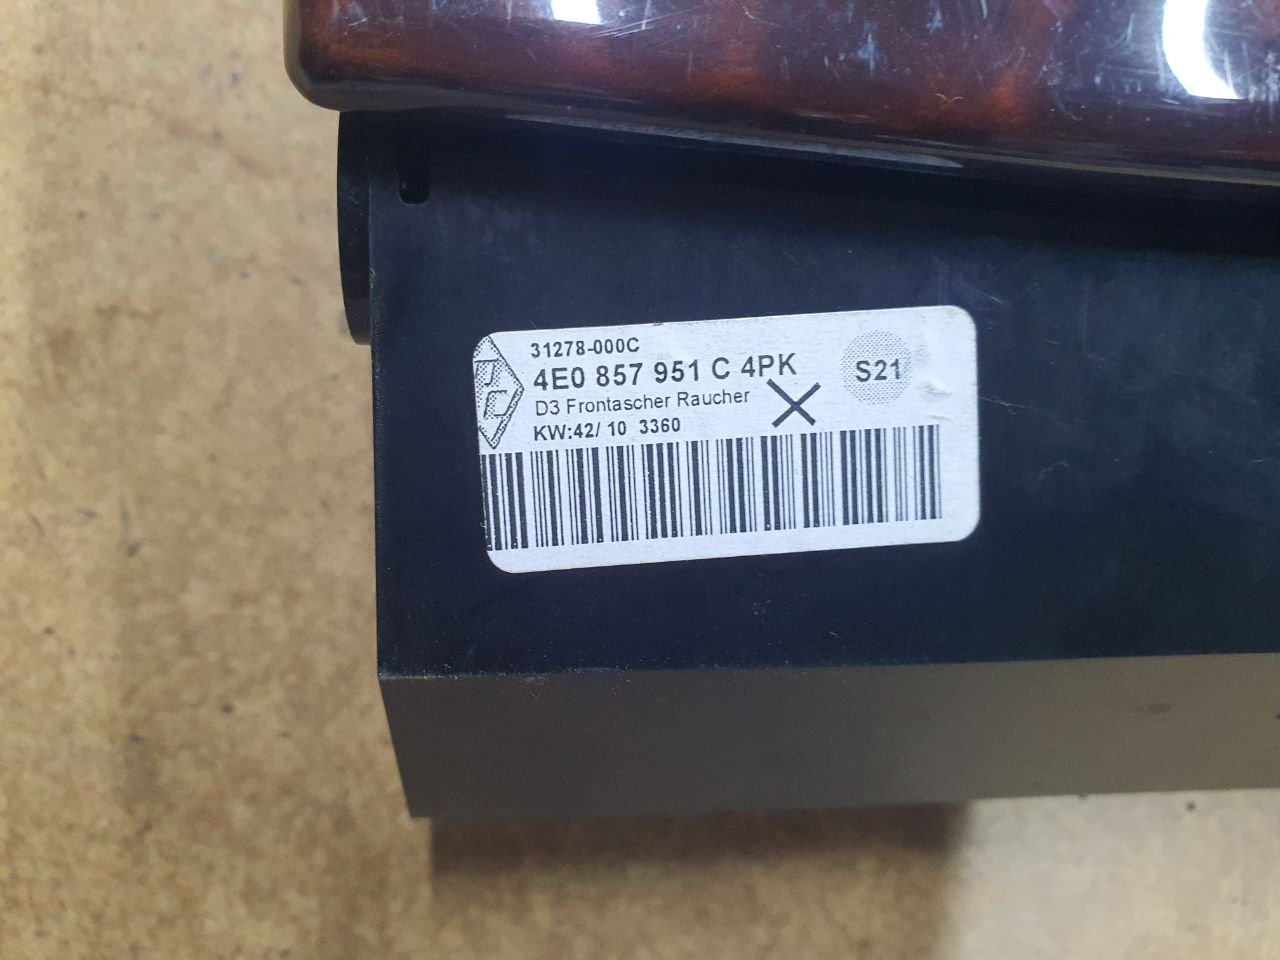 31278-000C
4E0 857 951 C 4PK
S21
D3 Frontascher Raucher
KW:42/ 10 3360